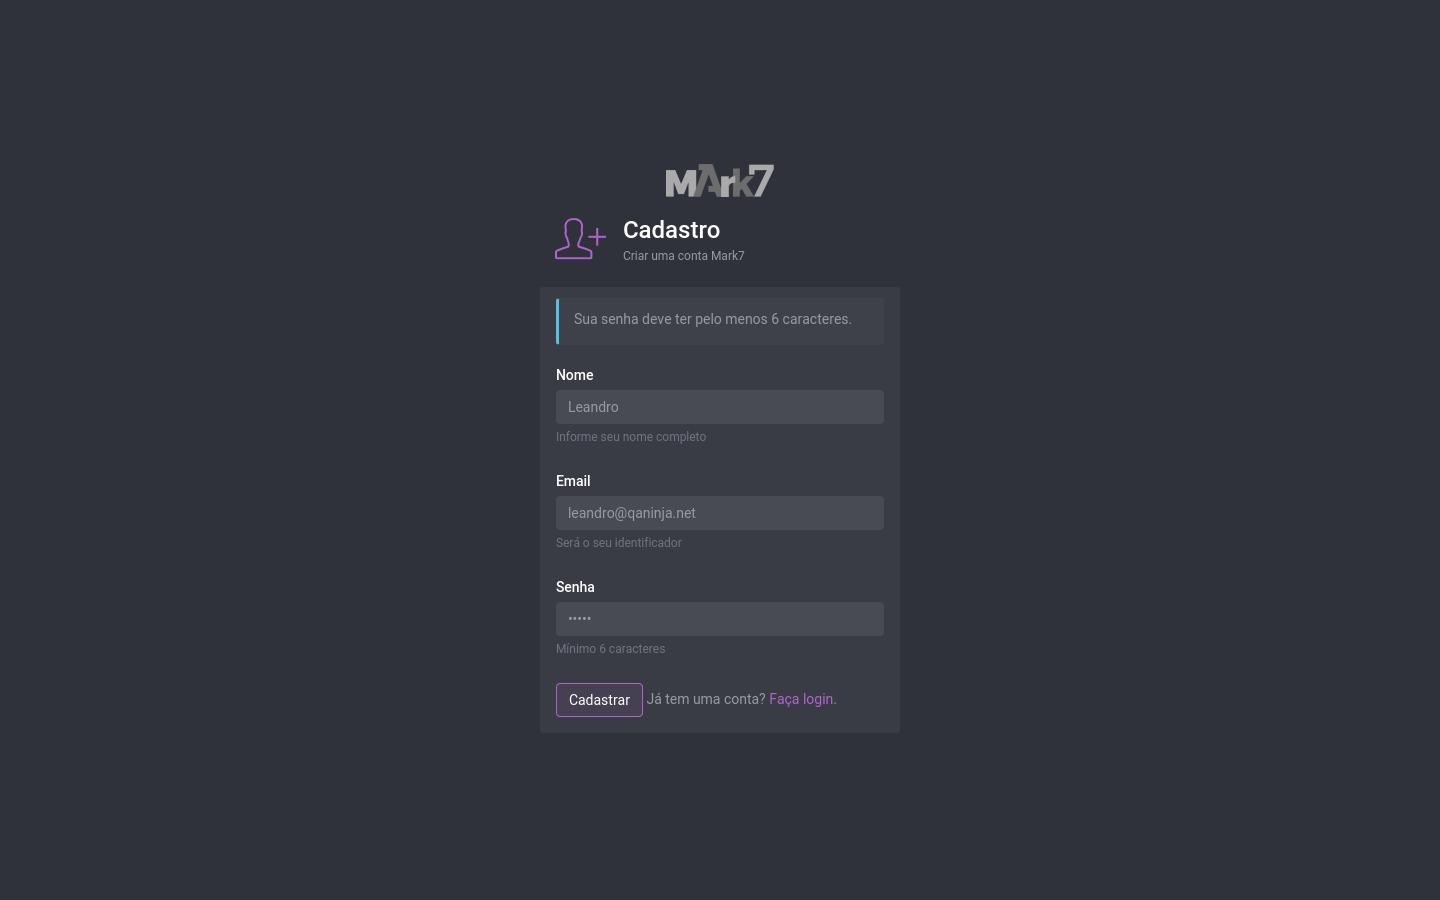 MArk7
Cadastro
Criar uma conta Mark7
Sua senha deve ter pelo menos 6 caracteres.
Nome
Leandro
Informe seu nome completo
Email
leandro@qaninja.net
Será o seu identificador
Senha
•••••
Mínimo 6 caracteres
Cadastrar Já tem uma conta? Faça login.